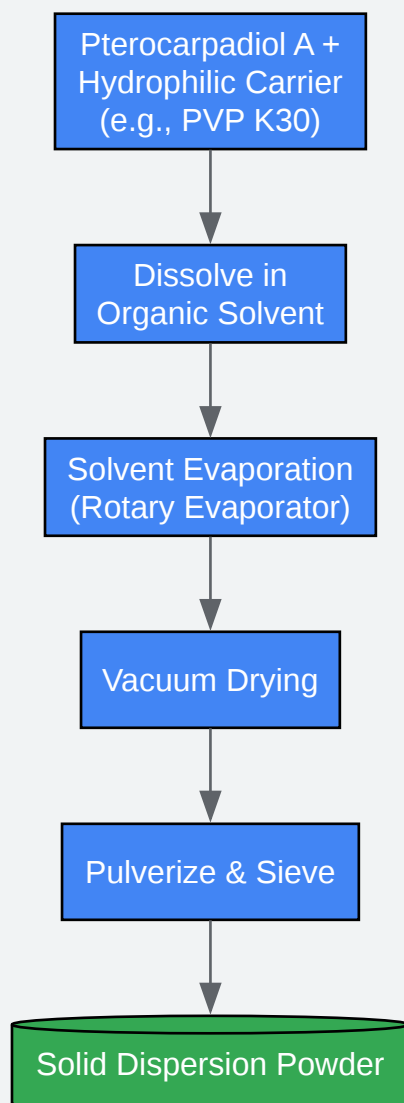 Pterocarpadiol A +
Hydrophilic Carrier
(e.g., PVP K30)
Dissolve in
Organic Solvent
Solvent Evaporation
(Rotary Evaporator)
Vacuum Drying
Pulverize & Sieve
Solid Dispersion Powder